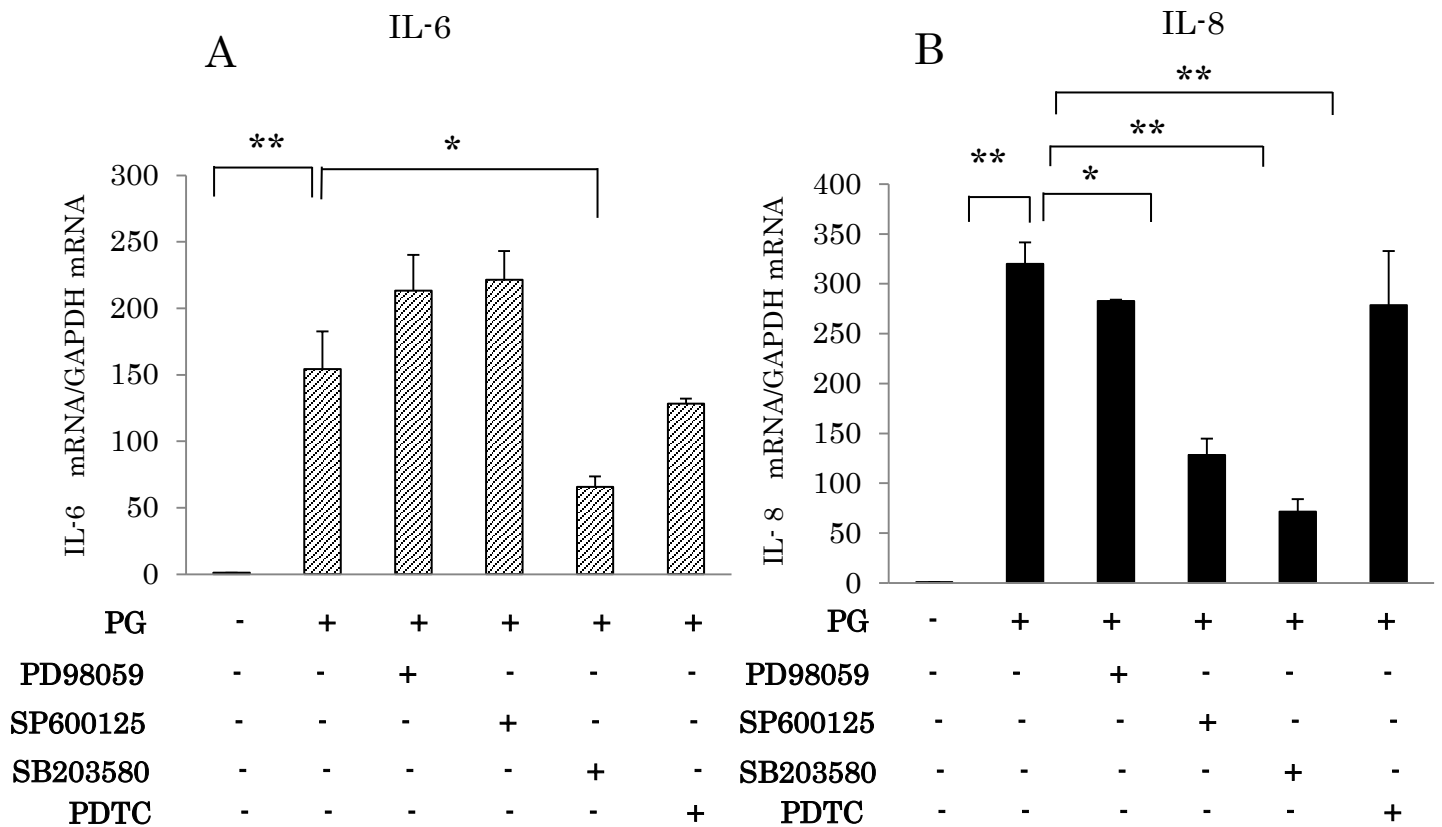 IL-6
A
IL-6 mRNA/GAPDH mRNA
** *
300
250
200
150
100
50
0
PG - + + + + +
PD98059 - - + - - -
SP600125 - - - + - -
SB203580 - - - - + -
PDTC - - - - - +
IL-8
B
**
**
** *
IL- 8 mRNA/GAPDH mRNA
400
350
300
250
200
150
100
50
0
PG - + + + + +
PD98059 - - + - - -
SP600125 - - - + - -
SB203580 - - - - + -
PDTC - - - - - +